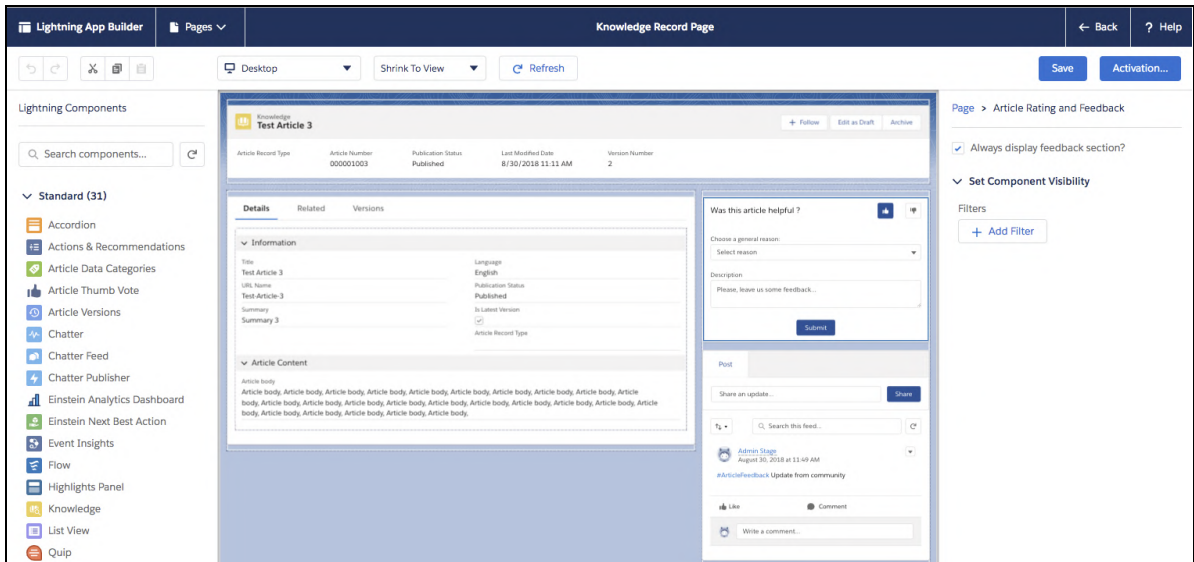 Lightning App Builder
Pages
Knowledge Record Page
Back
? Help
Desktop
Shrink To View
Refresh
Save
Activation...
Lightning Components
Search components...
Standard (31)
Accordion
Actions & Recommendations
Article Data Categories
Article Thumb Vote
Article Versions
Chatter
Chatter Feed
Chatter Publisher
Einstein Analytics Dashboard
Einstein Next Best Action
Event Insights
Flow
Highlights Panel
Knowledge
List View
Quip
Knowledge
Test Article 3
+ Follow
Edit as Draft
Archive
Article Record Type
Article Number
000001003
Publication Status
Published
Last Modified Date
8/30/2018 11:11 AM
Version Number
2
Details
Related
Versions
Information
Title
Test Article 3
Language
English
URL Name
Test-Article-3
Publication Status
Published
Summary
Summary 3
Is Latest Version
Article Record Type
Article Content
Article body
Article body, Article body, Article body, Article body, Article body, Article body, Article body, Article body, Article
body, Article body, Article body, Article body, Article body, Article body, Article body, Article body, Article
body, Article body, Article body, Article body, Article body,
Was this article helpful ?
Choose a general reason:
Select reason
Description
Please, leave us some feedback...
Submit
Post
Share an update...
Share
Search this feed...
Admin Stage
August 30, 2018 at 11:49 AM
#ArticleFeedback Update from community
Like
Comment
Write a comment...
Page > Article Rating and Feedback
Always display feedback section?
Set Component Visibility
Filters
+ Add Filter